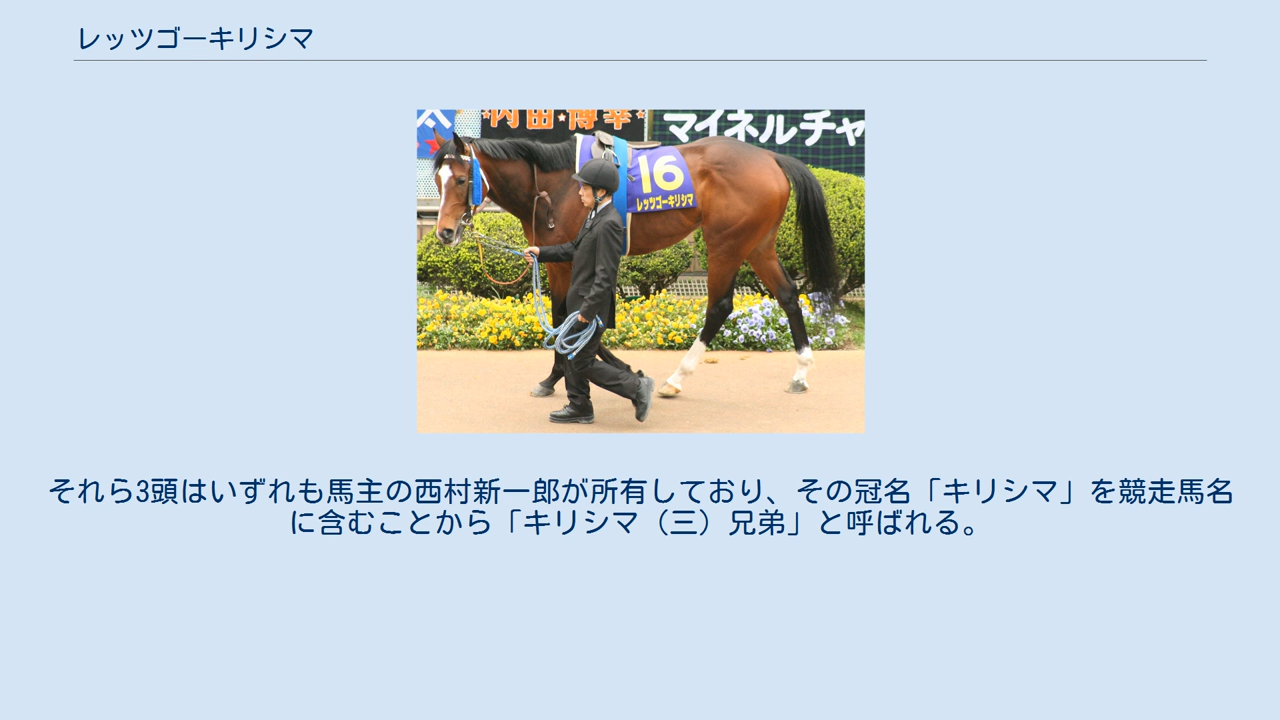 レッツゴーキリシマ
内田★博幸
マイネルチャ
16
レッツゴーキリシマ
それら3頭はいずれも馬主の西村新一郎が所有しており、その冠名「キリシマ」を競走馬名
に含むことから「キリシマ（三）兄弟」と呼ばれる。